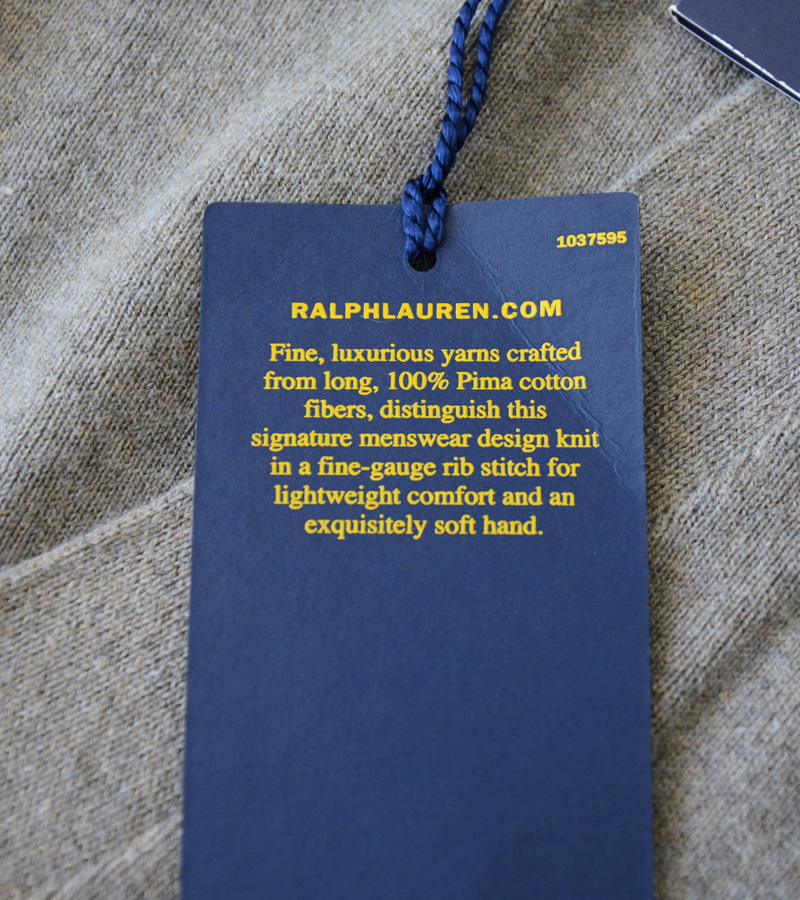 1037595
RALPHLAUREN.COM
Fine, luxurious yarns crafted
from long, 100% Pima cotton
fibers, distinguish this
signature menswear design knit
in a fine-gauge rib stitch for
lightweight comfort and an
exquisitely soft hand.